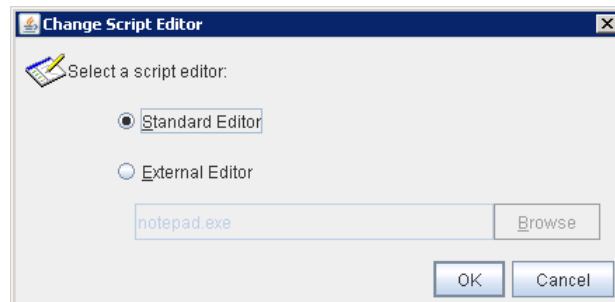 Change Script Editor
Select a script editor:
Standard Editor
External Editor
notepad.exe Browse
OK Cancel